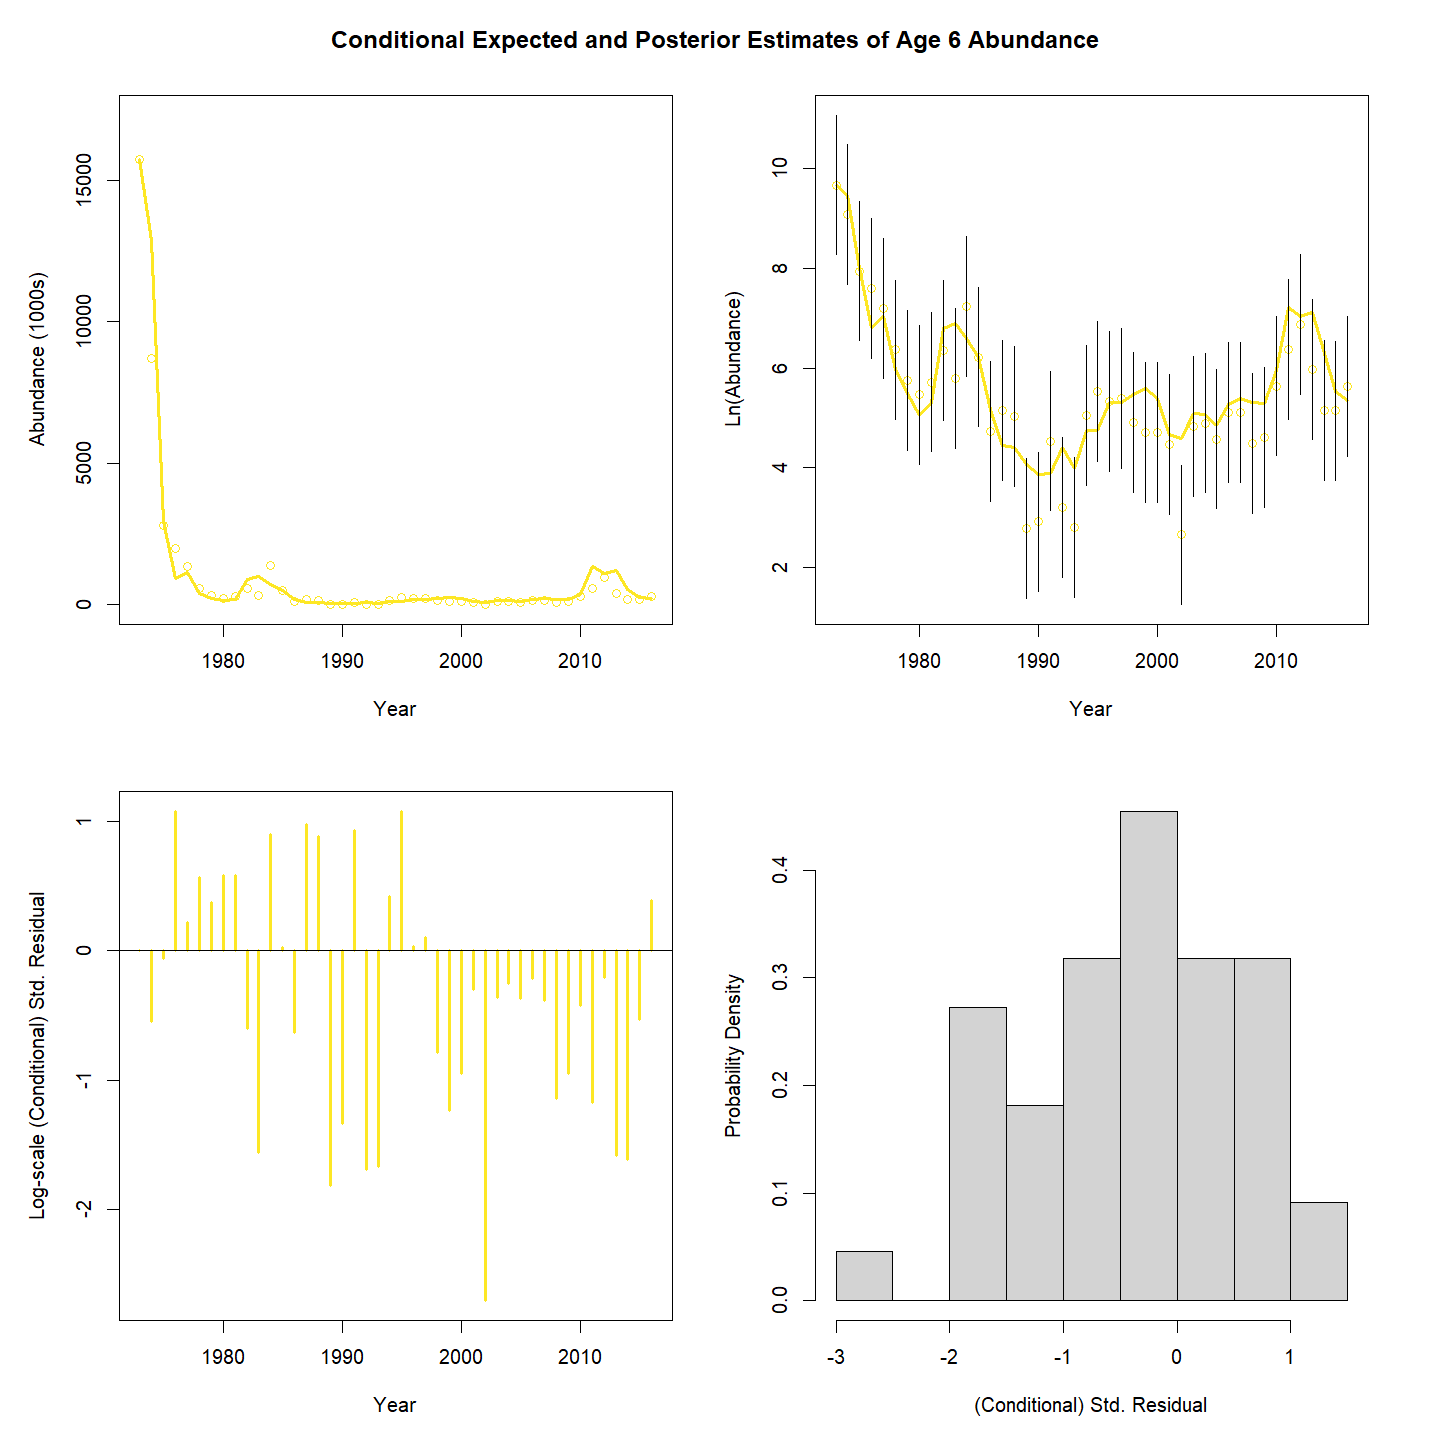 Conditional Expected and Posterior Estimates of Age 6 Abundance
Abundance (1000s)
15000
10000
5000
0
1980 1990 2000 2010
Year
Ln(Abundance)
10
8
6
4
2
1980 1990 2000 2010
Year
Log-scale (Conditional) Std. Residual
1
0
-1
-2
1980 1990 2000 2010
Year
Probability Density
0.4
0.3
0.2
0.1
0.0
-3 -2 -1 0 1
(Conditional) Std. Residual